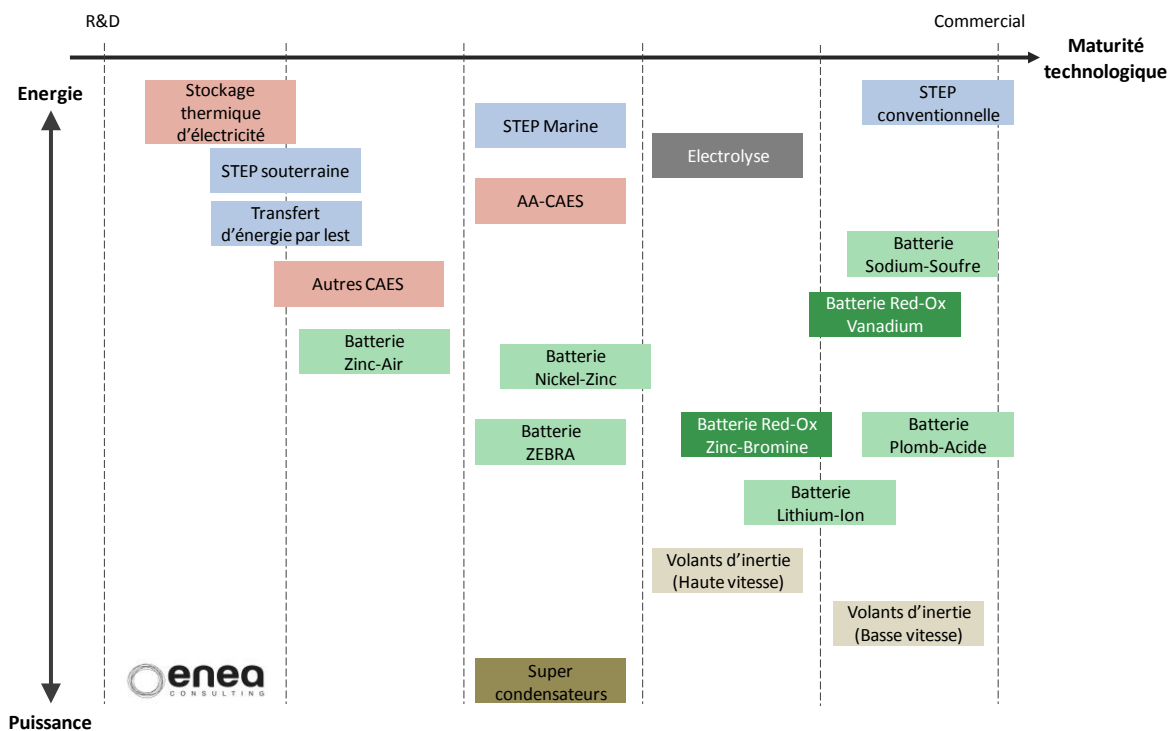 R&D
Commercial
Maturité
technologique
Energie
Stockage
thermique
d'électricité
STEP
conventionnelle
STEP Marine
Electrolyse
STEP souterraine
AA-CAES
Transfert
d'énergie par lest
Batterie
Sodium-Soufre
Autres CAES
Batterie Red-Ox
Vanadium
Batterie
Zinc-Air
Batterie
Nickel-Zinc
Batterie
ZEBRA
Batterie Red-Ox
Zinc-Bromine
Batterie
Plomb-Acide
Batterie
Lithium-Ion
Volants d'inertie
(Haute vitesse)
Volants d'inertie
(Basse vitesse)
enea
CONSULTING
Super
condensateurs
Puissance